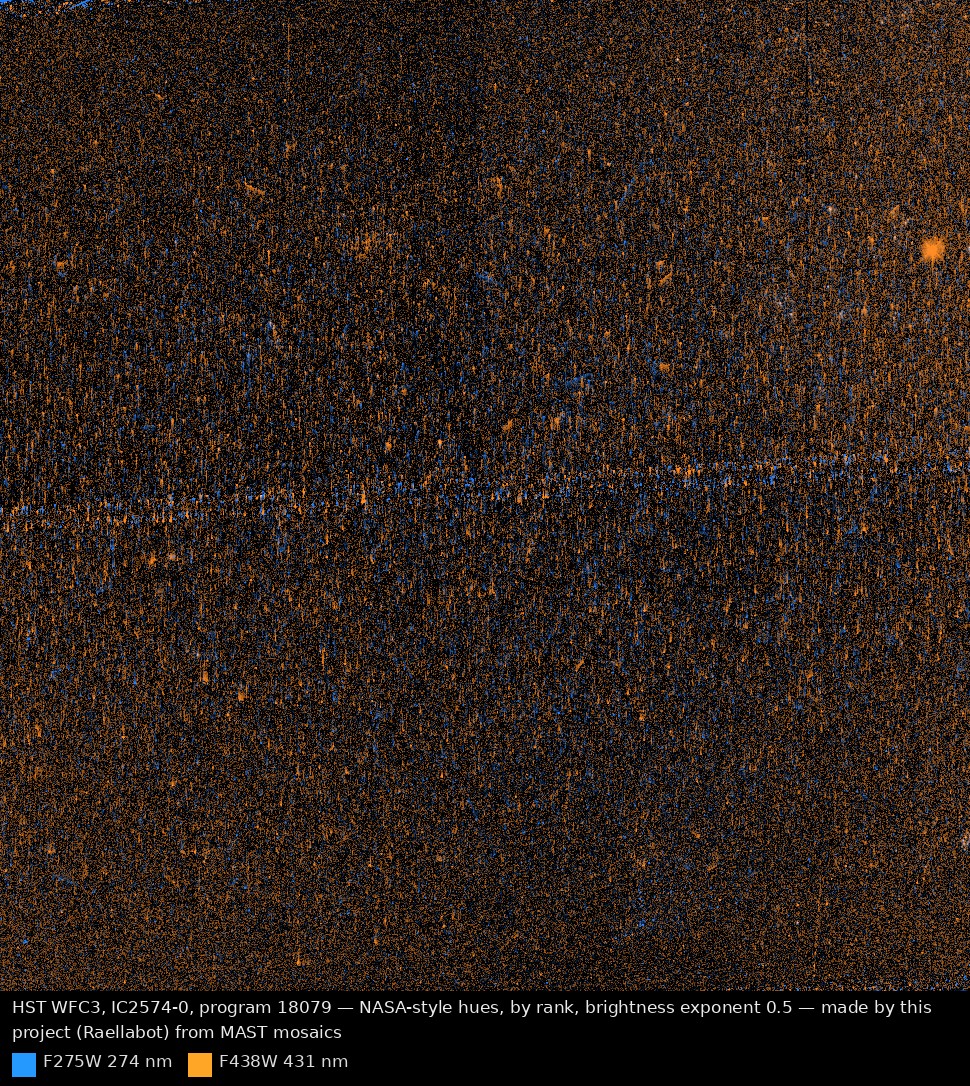 HST WFC3, IC2574-0, program 18079 — NASA-style hues, by rank, brightness exponent 0.5 — made by this
project (Raellabot) from MAST mosaics
F275W 274 nm F438W 431 nm